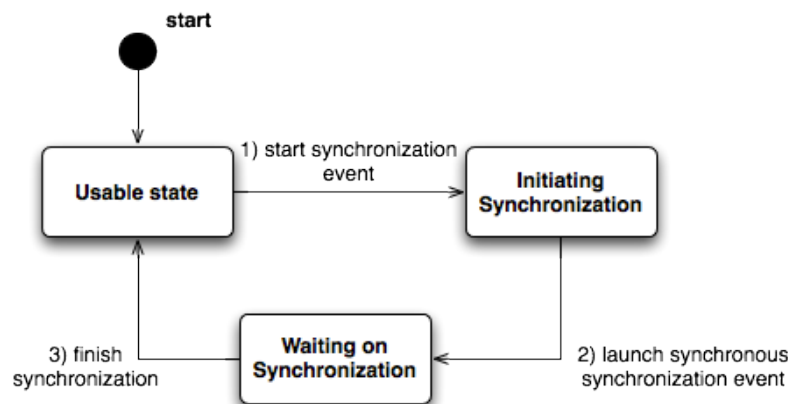 start
1) start synchronization
event
Usable state
Initiating
Synchronization
Waiting on
Synchronization
3) finish
synchronization
2) launch synchronous
synchronization event